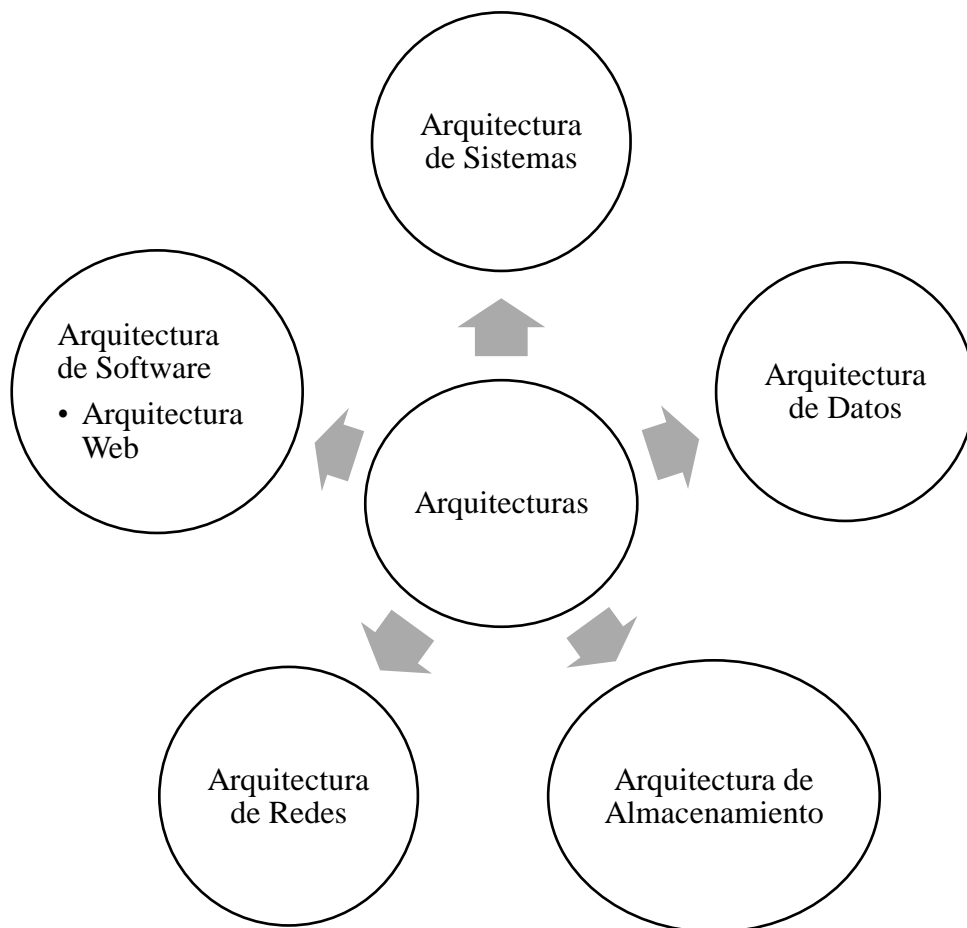 Arquitectura
de Sistemas
Arquitectura
de Software
• Arquitectura
Web
Arquitectura
de Datos
Arquitecturas
Arquitectura
de Redes
Arquitectura de
Almacenamiento